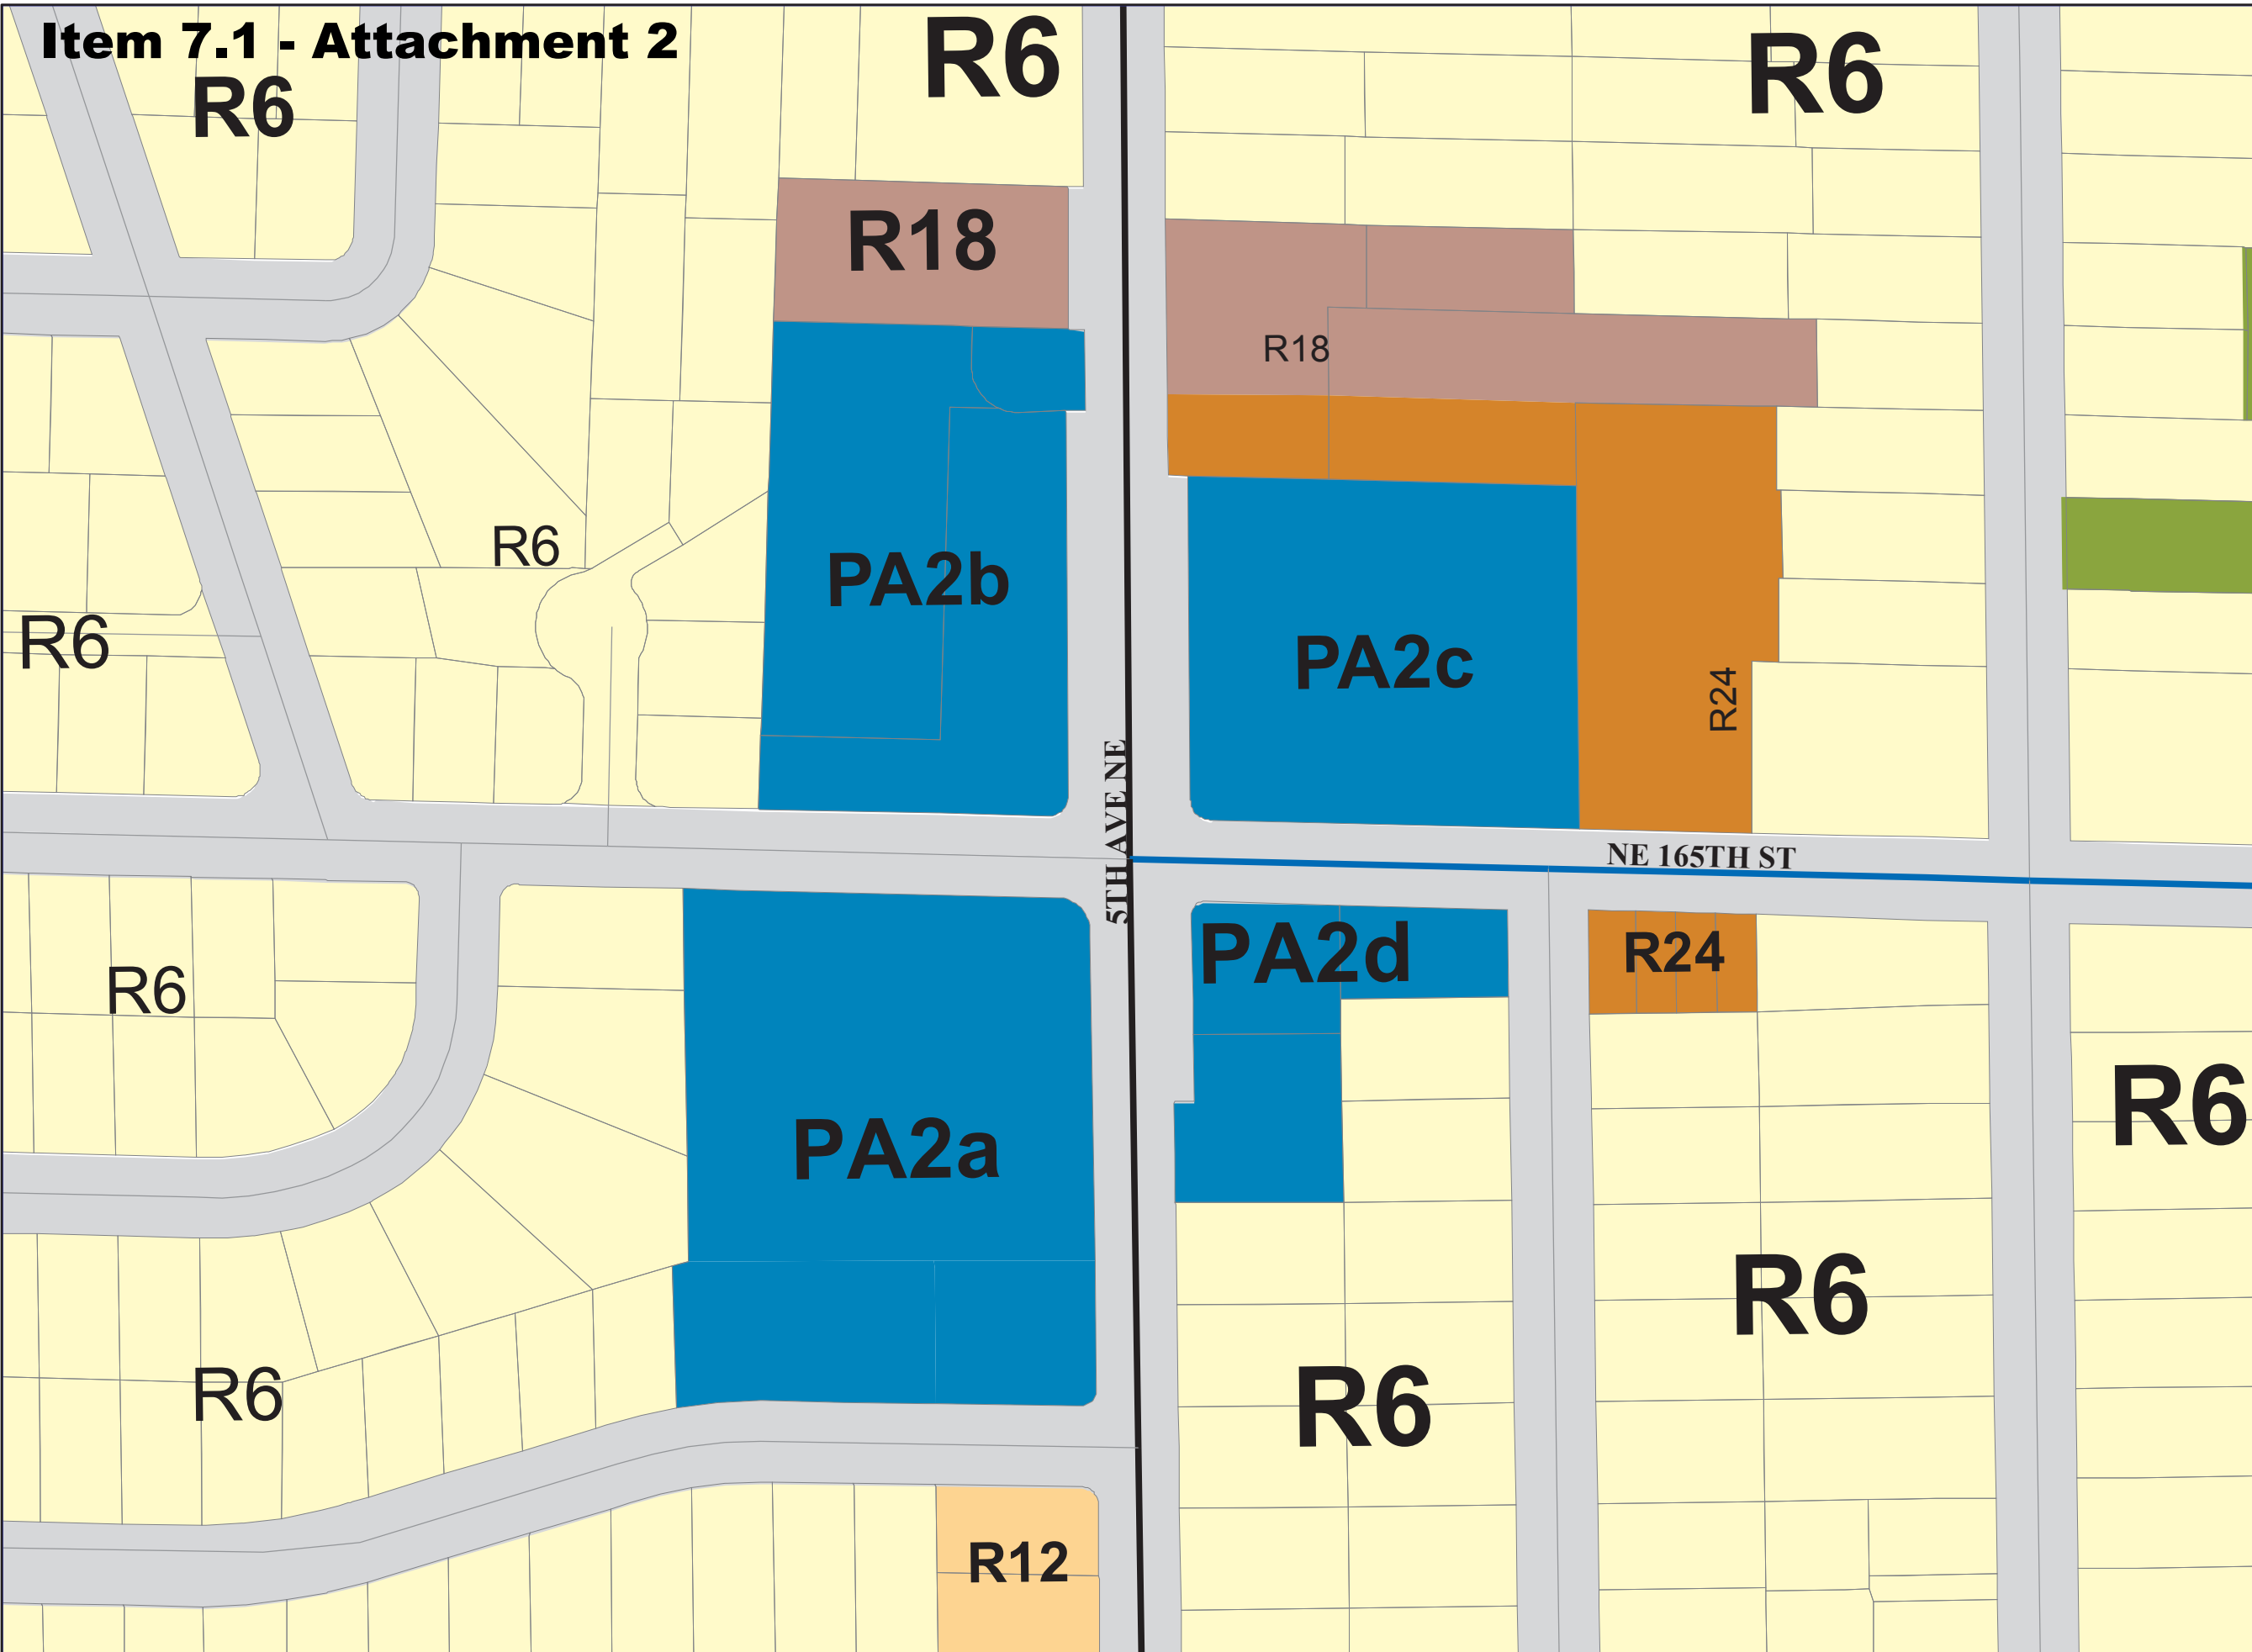 Item 7.1 - Attachment 2
R6
R6
R6
R18
R18
R6
PA2b
R6
PA2c
R24
5TH AVE NE
NE 165TH ST
PA2d
R24
R6
R6
PA2a
R6
R6
R6
R12